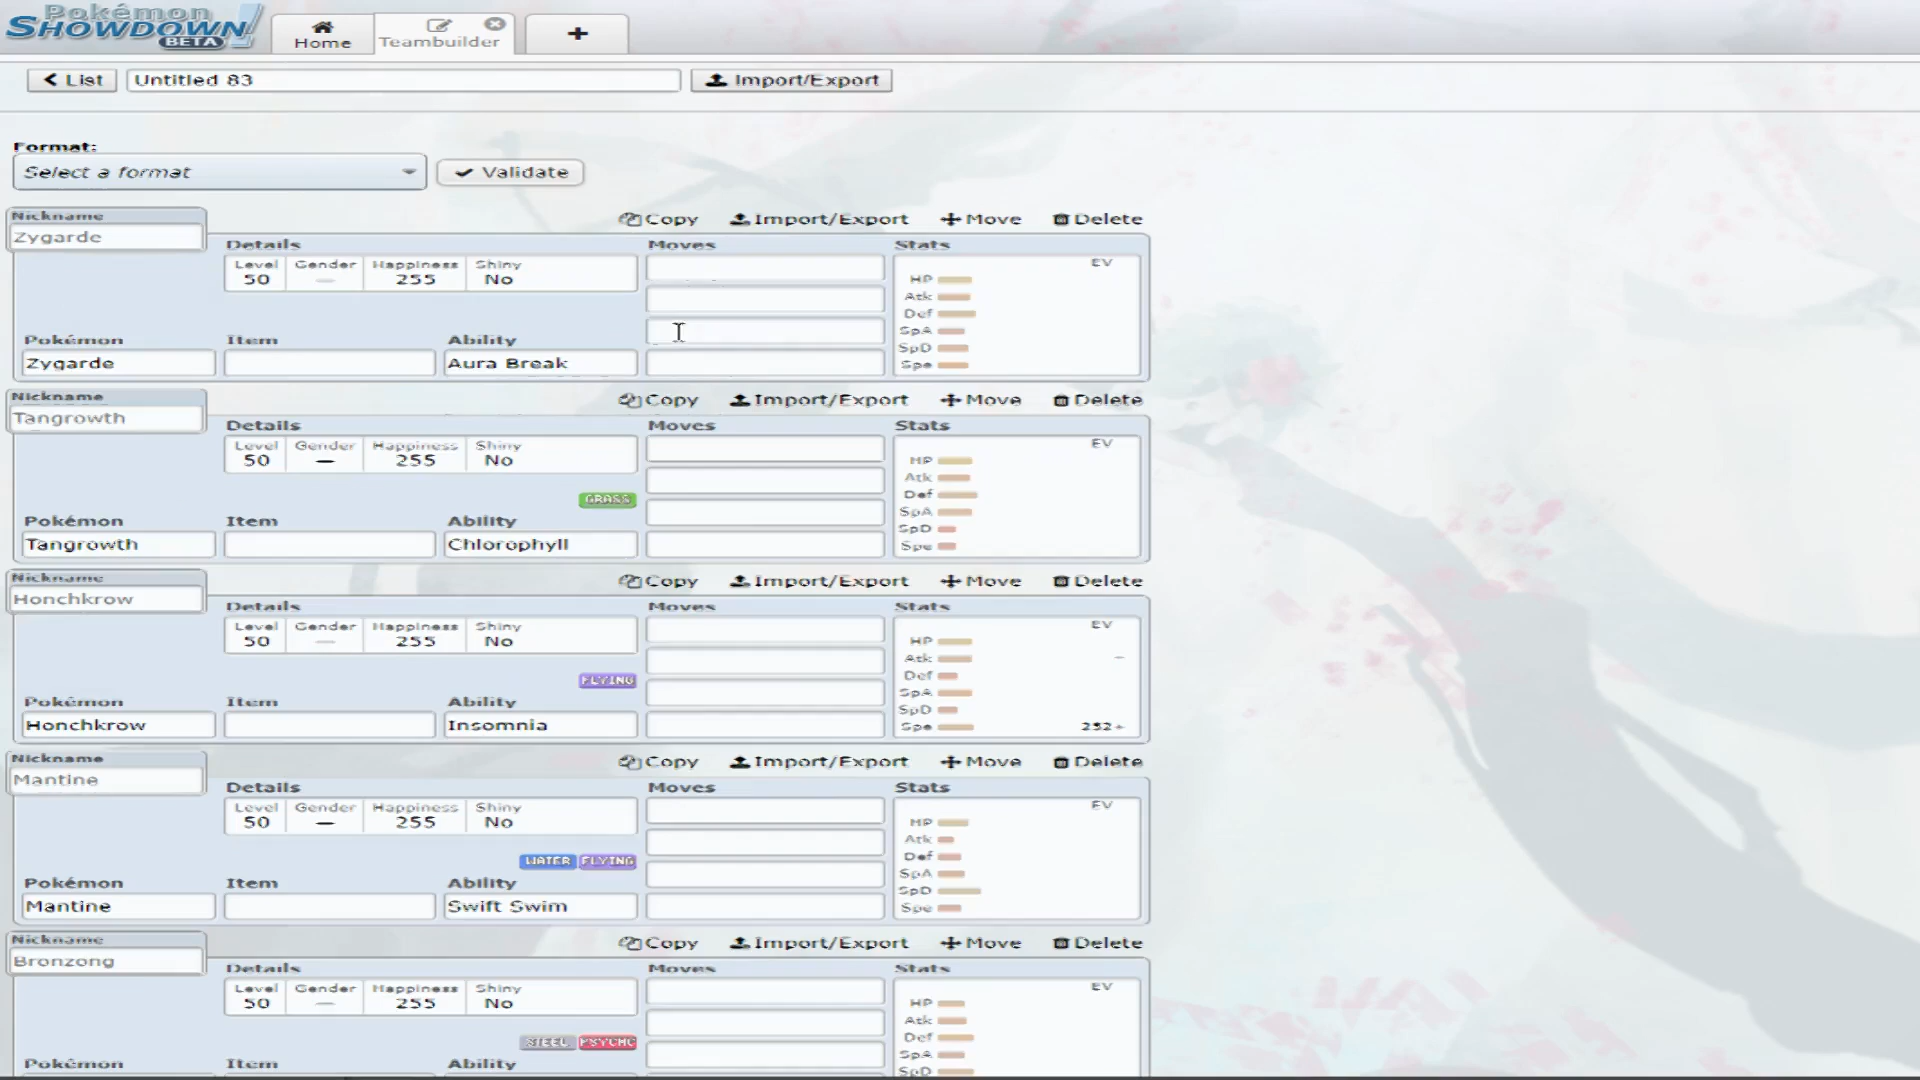 Pokémon
SHOWDOWN!
BETA
Home
Teambuilder
+
List
Untitled 83
Import/Export
Format:
Select a format
Validate
Nickname
Zygarde
Copy Import/Export Move Delete
Details Moves Stats
Level Gender Happiness Shiny
50 — 255 No
EV
HP
Atk
Def
SpA
SpD
Spe
Pokémon Item Ability
Zygarde Aura Break
Nickname
Tangrowth
Copy Import/Export Move Delete
Details Moves Stats
Level Gender Happiness Shiny
50 — 255 No
EV
HP
Atk
Def
SpA
SpD
Spe
GRASS
Pokémon Item Ability
Tangrowth Chlorophyll
Nickname
Honchkrow
Copy Import/Export Move Delete
Details Moves Stats
Level Gender Happiness Shiny
50 — 255 No
EV
HP
Atk −
Def
SpA
SpD
Spe 252+
FLYING
Pokémon Item Ability
Honchkrow Insomnia
Nickname
Mantine
Copy Import/Export Move Delete
Details Moves Stats
Level Gender Happiness Shiny
50 — 255 No
EV
HP
Atk
Def
SpA
SpD
Spe
WATER FLYING
Pokémon Item Ability
Mantine Swift Swim
Nickname
Bronzong
Copy Import/Export Move Delete
Details Moves Stats
Level Gender Happiness Shiny
50 — 255 No
EV
HP
Atk
Def
SpA
SpD
STEEL PSYCHC
Pokémon Item Ability